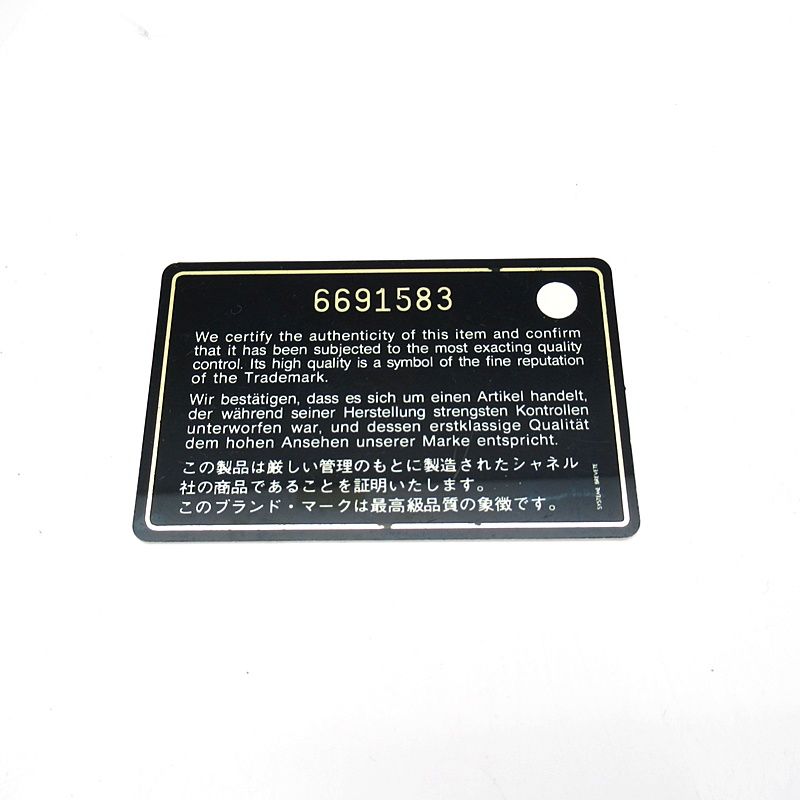 6691583
We certify the authenticity of this item and confirm
that it has been subjected to the most exacting quality
control. Its high quality is a symbol of the fine reputation
of the Trademark.
Wir bestätigen, dass es sich um einen Artikel handelt,
der während seiner Herstellung strengsten Kontrollen
unterworfen war, und dessen erstklassige Qualität
dem hohen Ansehen unserer Marke entspricht.
この製品は厳しい管理のもとに製造されたシャネル
社の商品であることを証明いたします。
このブランド・マークは最高級品質の象徴です。
SYSTEME BREVETE